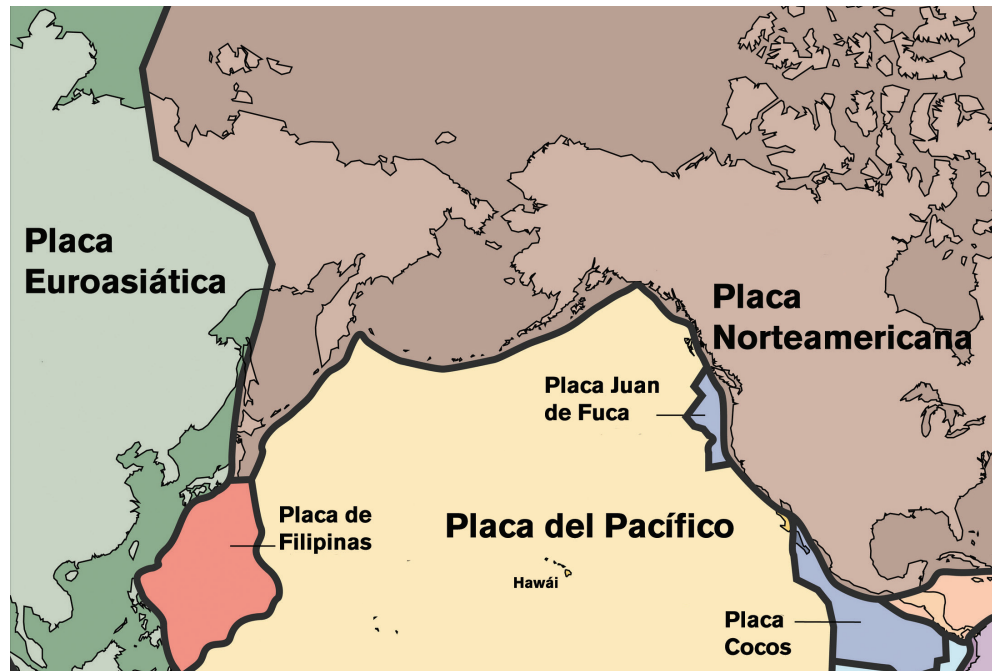 Placa
Euroasiática
Placa
Norteamericana
Placa Juan
de Fuca
Placa de
Filipinas
Placa del Pacífico
Hawái
Placa
Cocos